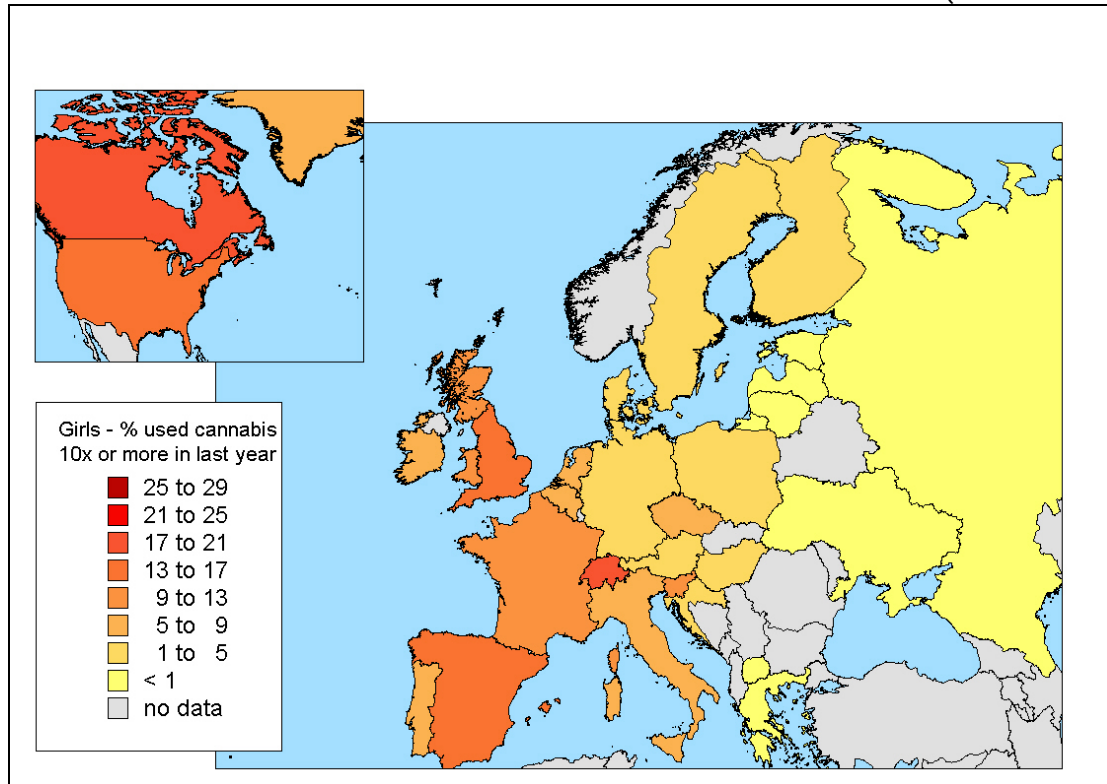 Girls - % used cannabis
10x or more in last year
25 to 29
21 to 25
17 to 21
13 to 17
9 to 13
5 to 9
1 to 5
< 1
no data